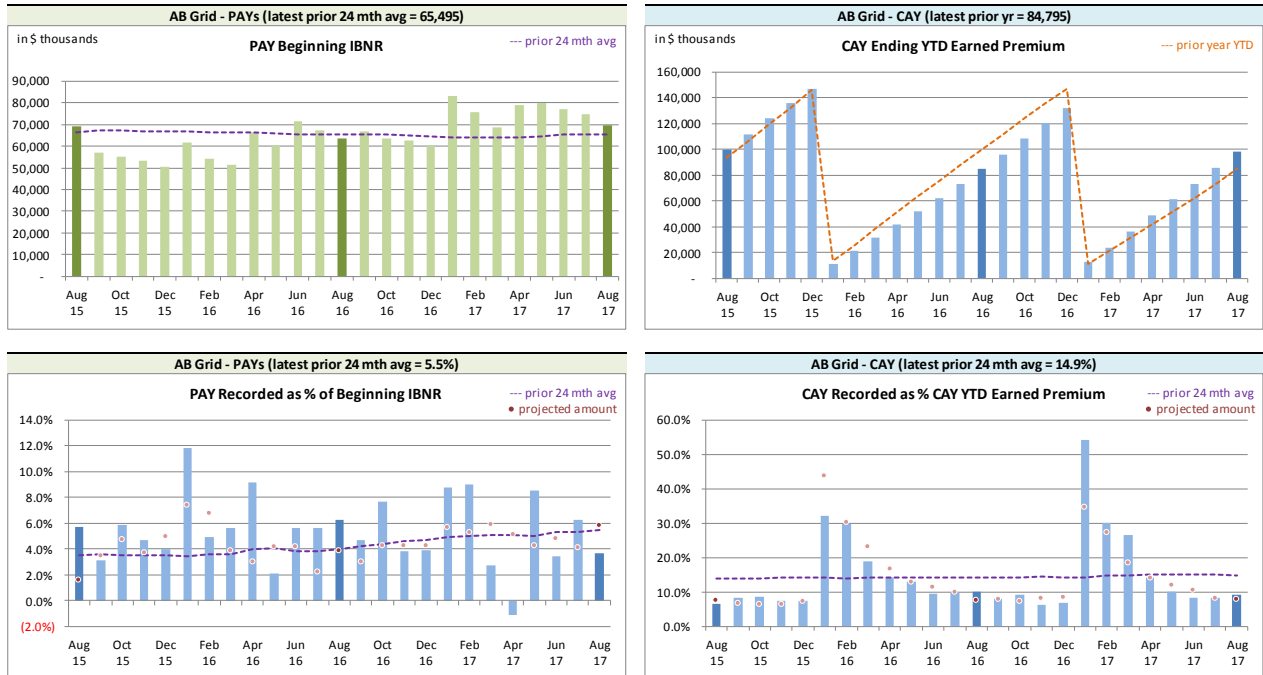 AB Grid - PAYs (latest prior 24 mth avg = 65,495)
in $ thousands
PAY Beginning IBNR
--- prior 24 mth avg
90,000
80,000
70,000
60,000
50,000
40,000
30,000
20,000
10,000
-
Aug Oct Dec Feb Apr Jun Aug Oct Dec Feb Apr Jun Aug
15 15 15 16 16 16 16 16 16 17 17 17 17
AB Grid - CAY (latest prior yr = 84,795)
in $ thousands
CAY Ending YTD Earned Premium
--- prior year YTD
160,000
140,000
120,000
100,000
80,000
60,000
40,000
20,000
-
Aug Oct Dec Feb Apr Jun Aug Oct Dec Feb Apr Jun Aug
15 15 15 16 16 16 16 16 16 17 17 17 17
AB Grid - PAYs (latest prior 24 mth avg = 5.5%)
PAY Recorded as % of Beginning IBNR
--- prior 24 mth avg
• projected amount
14.0%
12.0%
10.0%
8.0%
6.0%
4.0%
2.0%
0.0%
(2.0%)
Aug Oct Dec Feb Apr Jun Aug Oct Dec Feb Apr Jun Aug
15 15 15 16 16 16 16 16 16 17 17 17 17
AB Grid - CAY (latest prior 24 mth avg = 14.9%)
CAY Recorded as % CAY YTD Earned Premium
--- prior 24 mth avg
• projected amount
60.0%
50.0%
40.0%
30.0%
20.0%
10.0%
0.0%
Aug Oct Dec Feb Apr Jun Aug Oct Dec Feb Apr Jun Aug
15 15 15 16 16 16 16 16 16 17 17 17 17